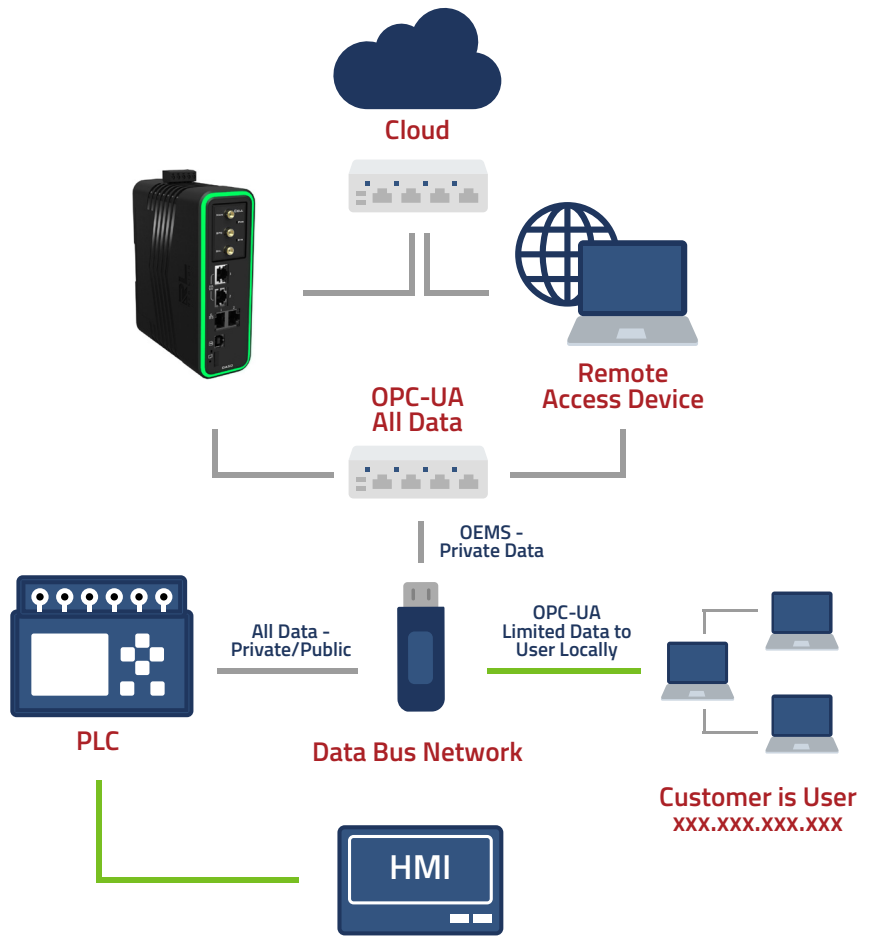 Cloud
Remote
Access Device
OPC-UA
All Data
OEMS -
Private Data
All Data -
Private/Public
OPC-UA
Limited Data to
User Locally
PLC
Data Bus Network
Customer is User
xxx.xxx.xxx.xxx
HMI